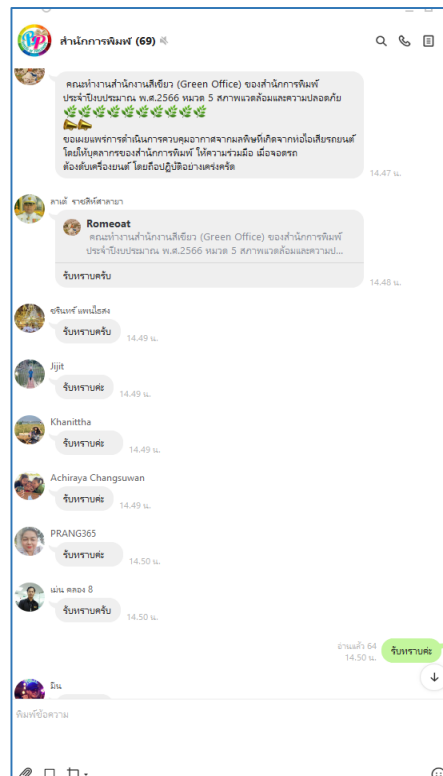 สำนักการพิมพ์ (69)
คณะทำงานสำนักงานสีเขียว (Green Office) ของสำนักการพิมพ์
ประจำปีงบประมาณ พ.ศ.2566 หมวด 5 สภาพแวดล้อมและความปลอดภัย
ขอเผยแพร่การดำเนินการควบคุมอากาศจากมลพิษที่เกิดจากท่อไอเสียรถยนต์
โดยให้บุคลากรของสำนักการพิมพ์ ให้ความร่วมมือ เมื่อจอดรถ
ต้องดับเครื่องยนต์ โดยถือปฏิบัติอย่างเคร่งครัด
14.47 น.
Romeoat
คณะทำงานสำนักงานสีเขียว (Green Office) ของสำนักการพิมพ์
ประจำปีงบประมาณ พ.ศ.2566 หมวด 5 สภาพแวดล้อมและความป...
รับทราบครับ
14.48 น.
รับทราบครับ
14.49 น.
Jijit
รับทราบค่ะ
14.49 น.
Khanittha
รับทราบค่ะ
14.49 น.
Achiraya Changsuwan
รับทราบค่ะ
14.49 น.
PRANG365
รับทราบค่ะ
14.50 น.
แม่น คลอง 8
รับทราบครับ
14.50 น.
อ่านแล้ว 64
14.50 น.
รับทราบค่ะ
มิน
พิมพ์ข้อความ